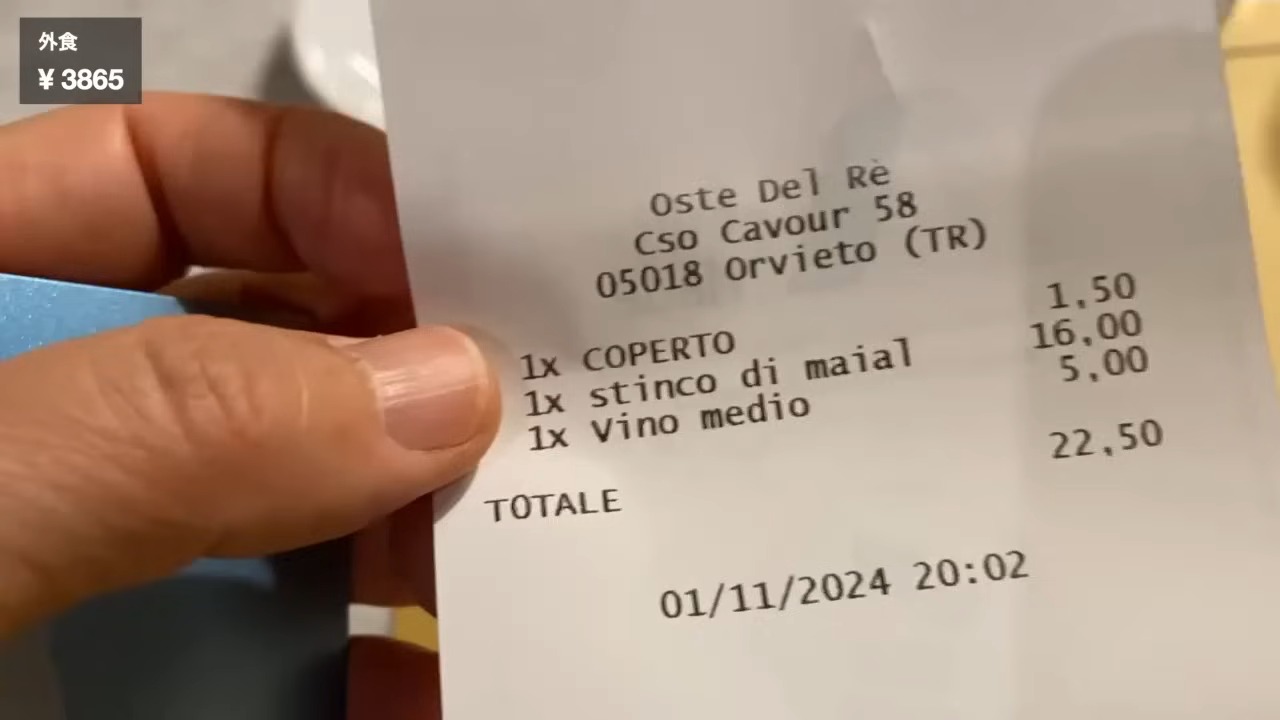 外食
¥ 3865
Oste Del Rè
Cso Cavour 58
05018 Orvieto (TR)
1x COPERTO 1,50
1x stinco di maial 16,00
1x Vino medio 5,00
TOTALE 22,50
01/11/2024 20:02